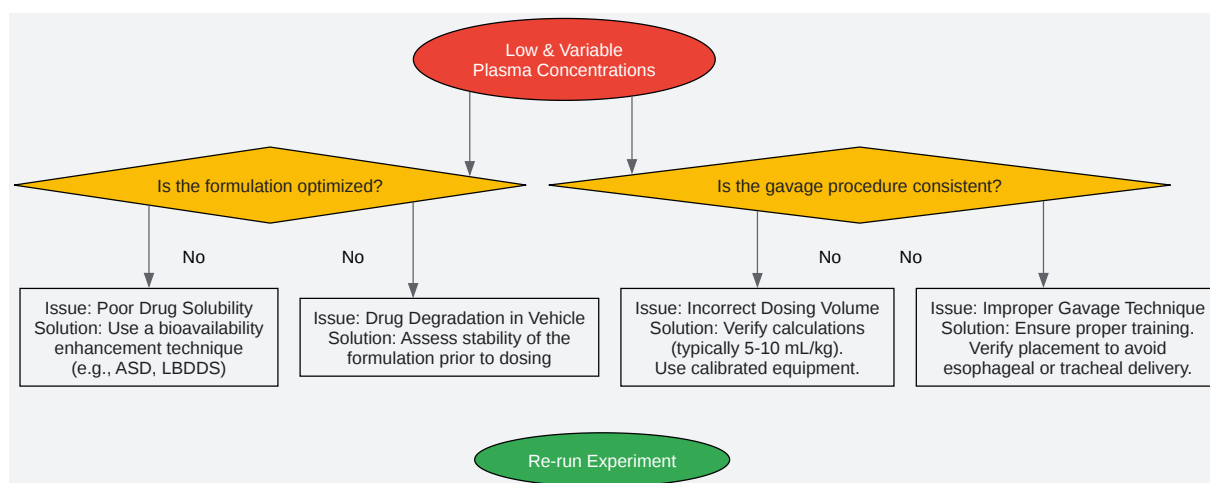 Low & Variable
Plasma Concentrations
Is the formulation optimized?
Is the gavage procedure consistent?
No
No
No
No
Issue: Poor Drug Solubility
Solution: Use a bioavailability
enhancement technique
(e.g., ASD, LBDDS)
Issue: Drug Degradation in Vehicle
Solution: Assess stability of the
formulation prior to dosing
Issue: Incorrect Dosing Volume
Solution: Verify calculations
(typically 5-10 mL/kg).
Use calibrated equipment.
Issue: Improper Gavage Technique
Solution: Ensure proper training.
Verify placement to avoid
esophageal or tracheal delivery.
Re-run Experiment